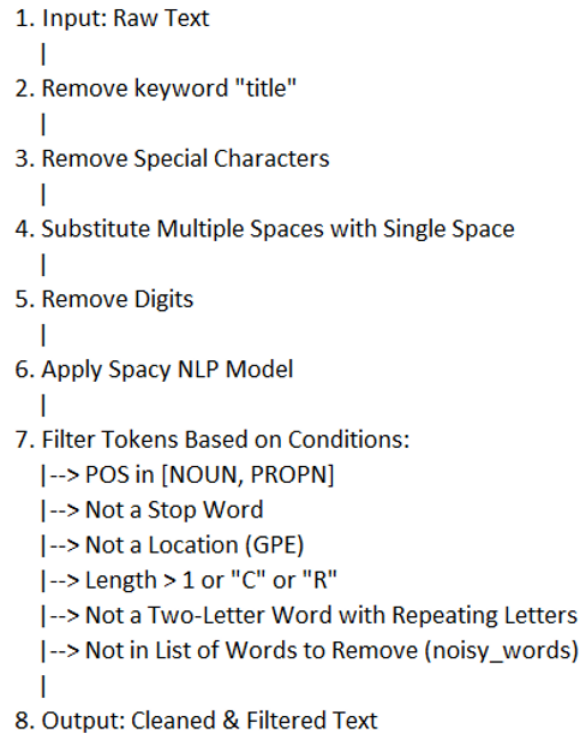 1. Input: Raw Text
|
2. Remove keyword "title"
|
3. Remove Special Characters
|
4. Substitute Multiple Spaces with Single Space
|
5. Remove Digits
|
6. Apply Spacy NLP Model
|
7. Filter Tokens Based on Conditions:
|--> POS in [NOUN, PROPN]
|--> Not a Stop Word
|--> Not a Location (GPE)
|--> Length > 1 or "C" or "R"
|--> Not a Two-Letter Word with Repeating Letters
|--> Not in List of Words to Remove (noisy_words)
|
8. Output: Cleaned & Filtered Text